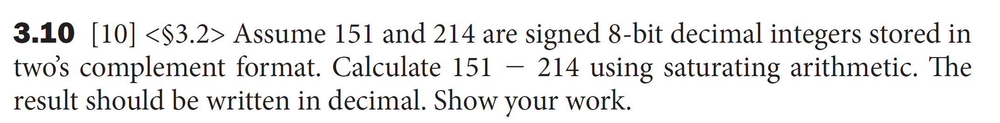 3.10 [10] <§3.2> Assume 151 and 214 are signed 8-bit decimal integers stored in
two’s complement format. Calculate 151 − 214 using saturating arithmetic. The
result should be written in decimal. Show your work.